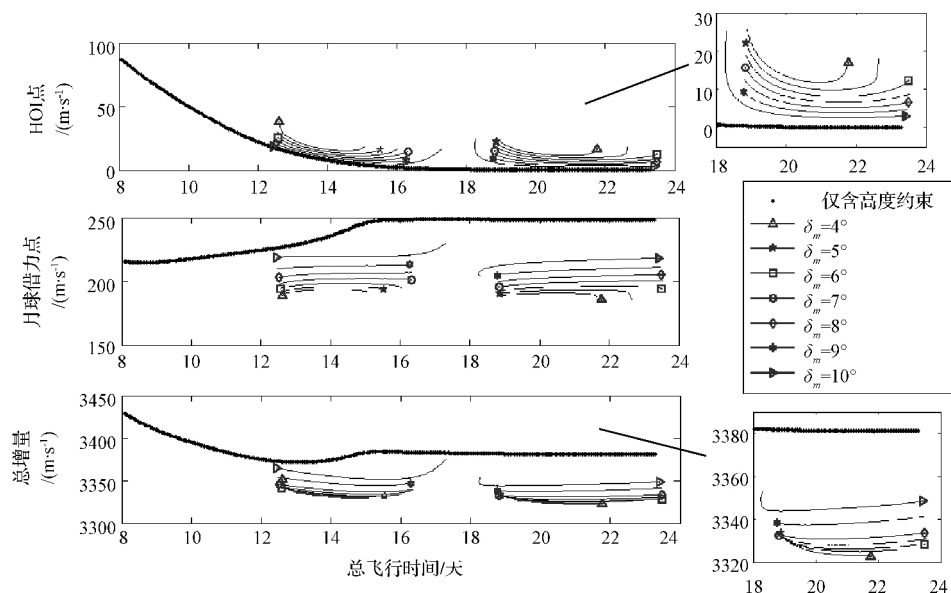 HOI点
/(m·s⁻¹)
100
50
0
8 10 12 14 16 18 20 22 24
30
20
10
0
18 19 20 21 22 23 24
月球借力点
/(m·s⁻¹)
250
200
150
8 10 12 14 16 18 20 22 24
仅含高度约束
δm=4°
δm=5°
δm=6°
δm=7°
δm=8°
δm=9°
δm=10°
总增量
/(m·s⁻¹)
3450
3400
3350
3300
8 10 12 14 16 18 20 22 24
总飞行时间/天
3380
3360
3340
3320
18 20 22 24